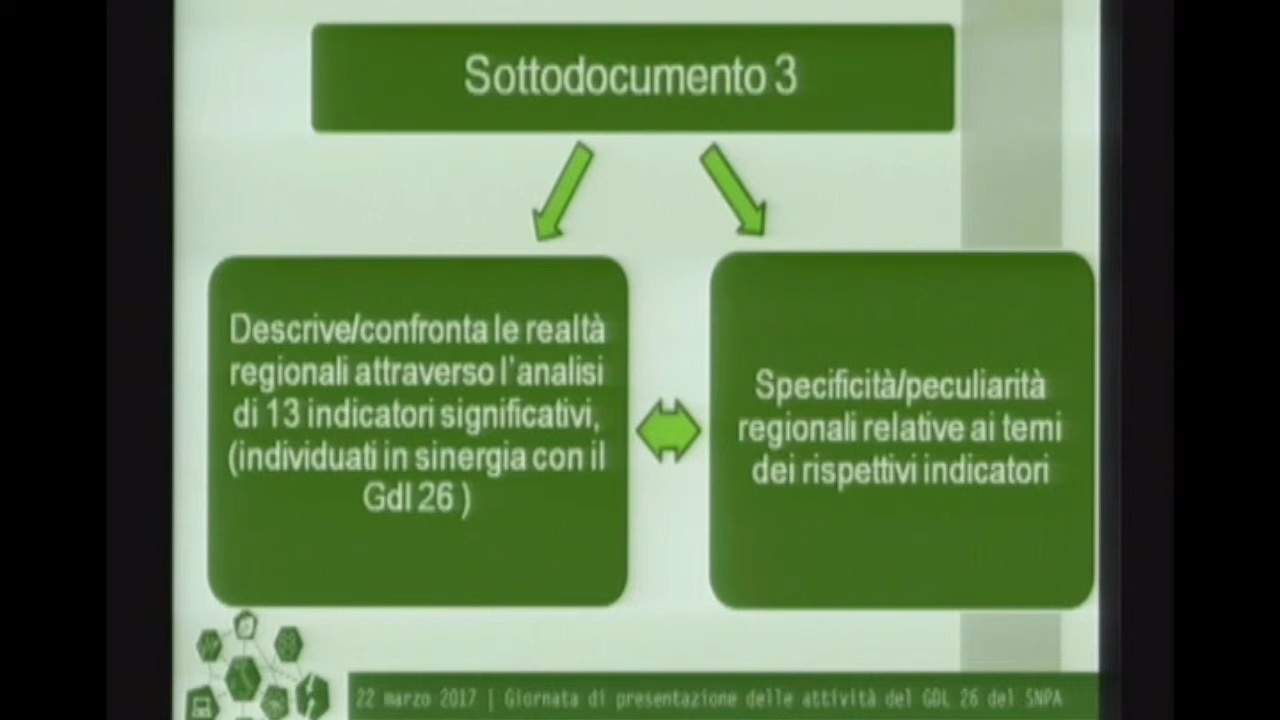 Sottodocumento 3
Descrive/confronta le realtà
regionali attraverso l'analisi
di 13 indicatori significativi,
(individuati in sinergia con il
Gdl 26 )
Specificità/peculiarità
regionali relative ai temi
dei rispettivi indicatori
22 marzo 2017 | Giornata di presentazione delle attività del GDL 26 del SNPA